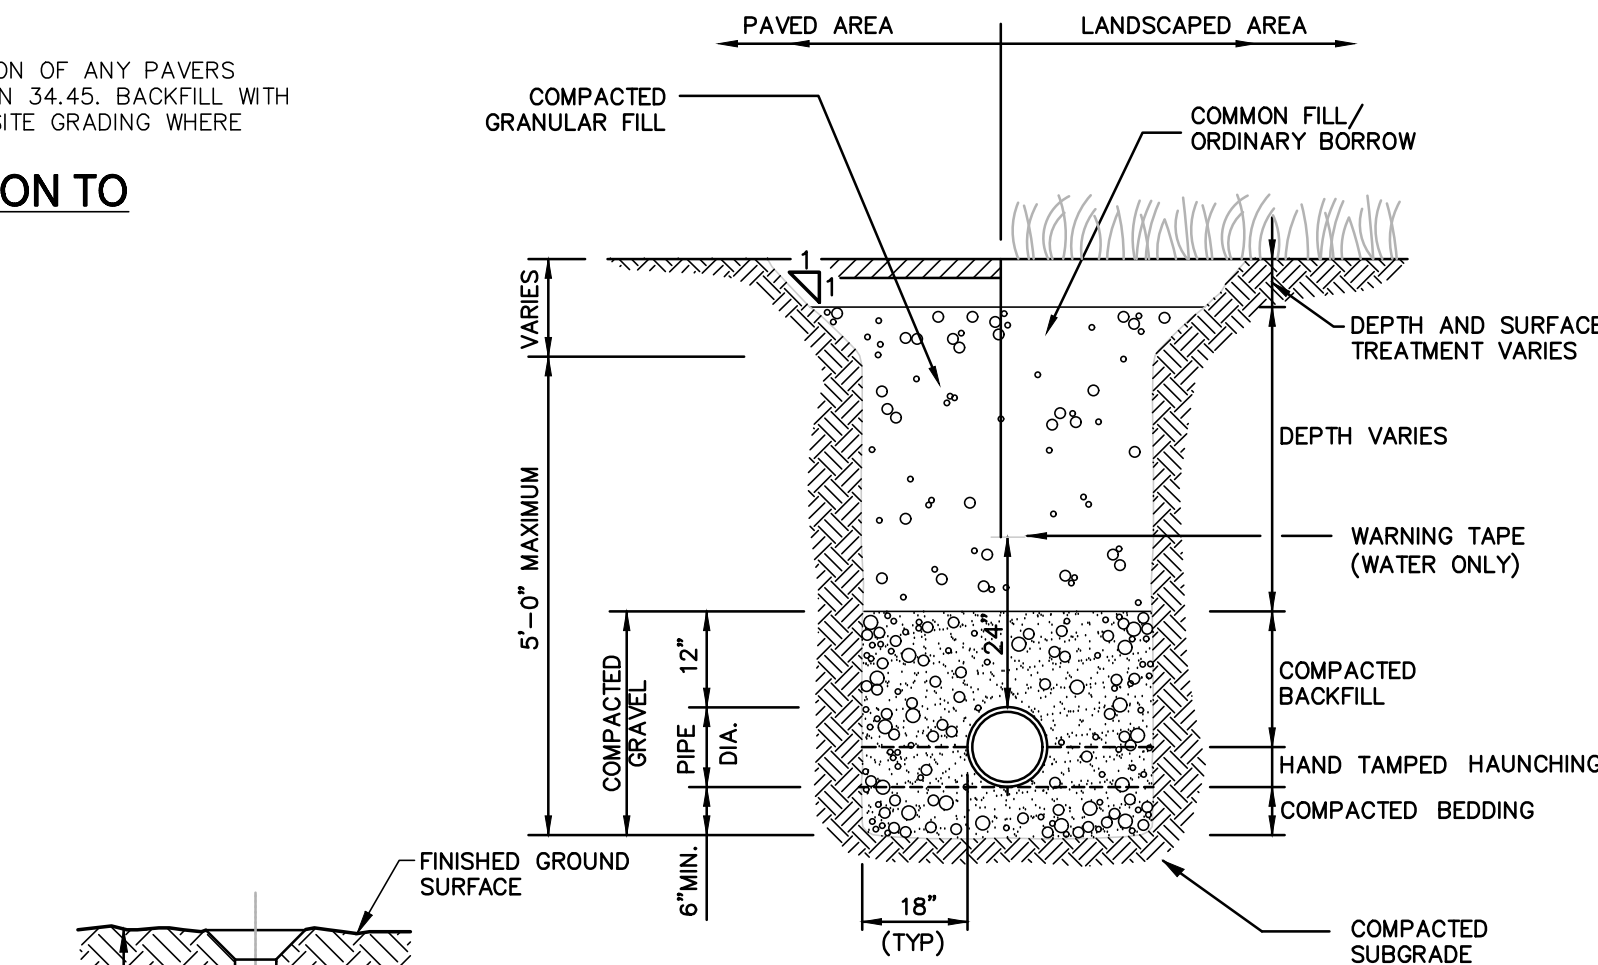 ON OF ANY PAVERS
N 34.45. BACKFILL WITH
SITE GRADING WHERE
ON TO
PAVED AREA
LANDSCAPED AREA
COMPACTED
GRANULAR FILL
COMMON FILL/
ORDINARY BORROW
1
1
VARIES
DEPTH AND SURFACE
TREATMENT VARIES
DEPTH VARIES
5'-0" MAXIMUM
WARNING TAPE
(WATER ONLY)
24"
12"
COMPACTED
GRAVEL
PIPE
DIA.
COMPACTED
BACKFILL
HAND TAMPED HAUNCHING
COMPACTED BEDDING
6"MIN.
18"
(TYP)
FINISHED GROUND
SURFACE
COMPACTED
SUBGRADE